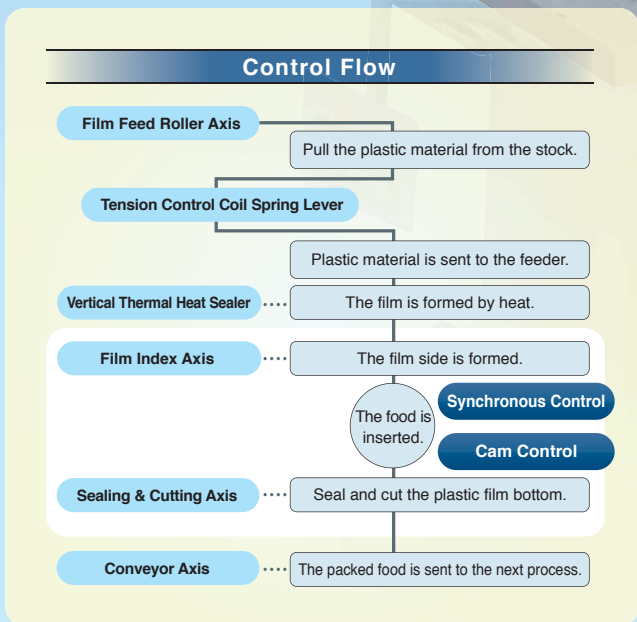 Control Flow
Film Feed Roller Axis
Pull the plastic material from the stock.
Tension Control Coil Spring Lever
Plastic material is sent to the feeder.
Vertical Thermal Heat Sealer
The film is formed by heat.
Film Index Axis
The film side is formed.
The food is
inserted.
Synchronous Control
Cam Control
Sealing & Cutting Axis
Seal and cut the plastic film bottom.
Conveyor Axis
The packed food is sent to the next process.